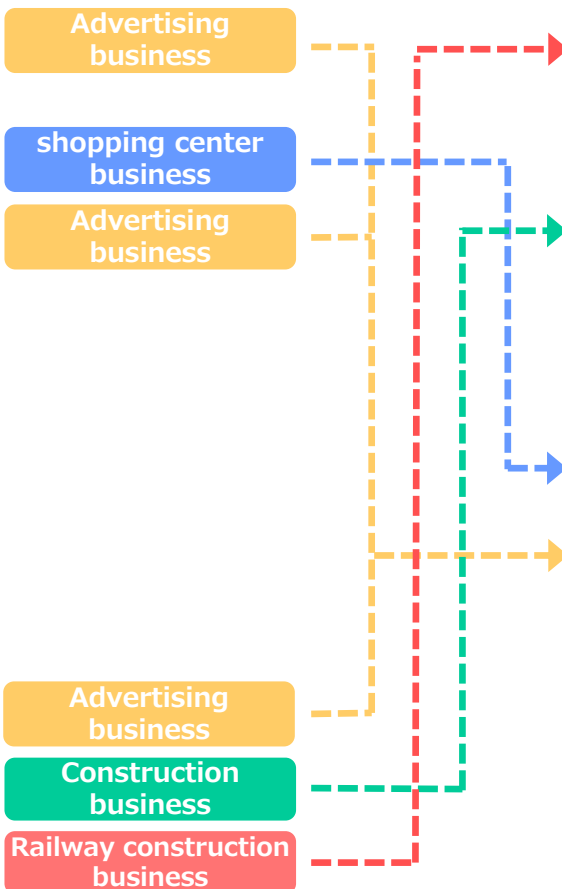 Advertising
business
shopping center
business
Advertising
business
Advertising
business
Construction
business
Railway construction
business